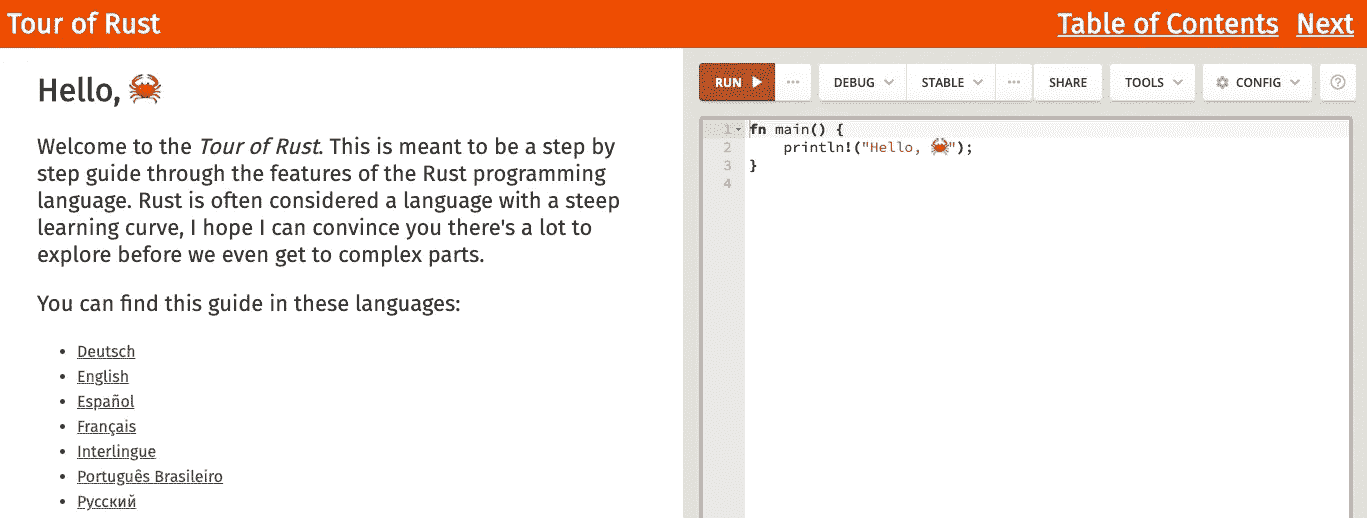 Tour of Rust
Table of Contents Next
Hello, 🦀
Welcome to the Tour of Rust. This is meant to be a step by
step guide through the features of the Rust programming
language. Rust is often considered a language with a steep
learning curve, I hope I can convince you there's a lot to
explore before we even get to complex parts.
You can find this guide in these languages:
• Deutsch
• English
• Español
• Français
• Interlingue
• Português Brasileiro
• Русский
RUN ▶ ··· DEBUG STABLE ··· SHARE TOOLS CONFIG ?
1 fn main() {
2     println!("Hello, 🦀");
3 }
4